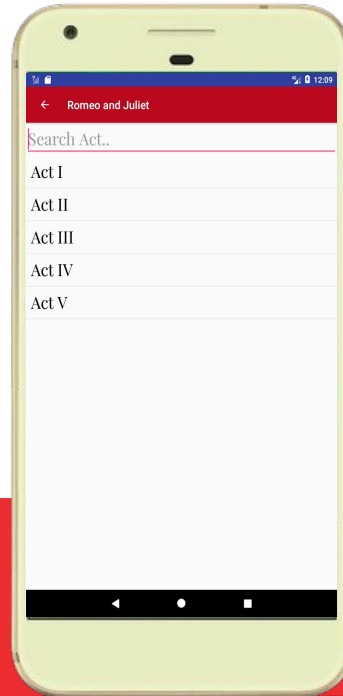 12:09
Romeo and Juliet
Search Act..
Act I
Act II
Act III
Act IV
Act V